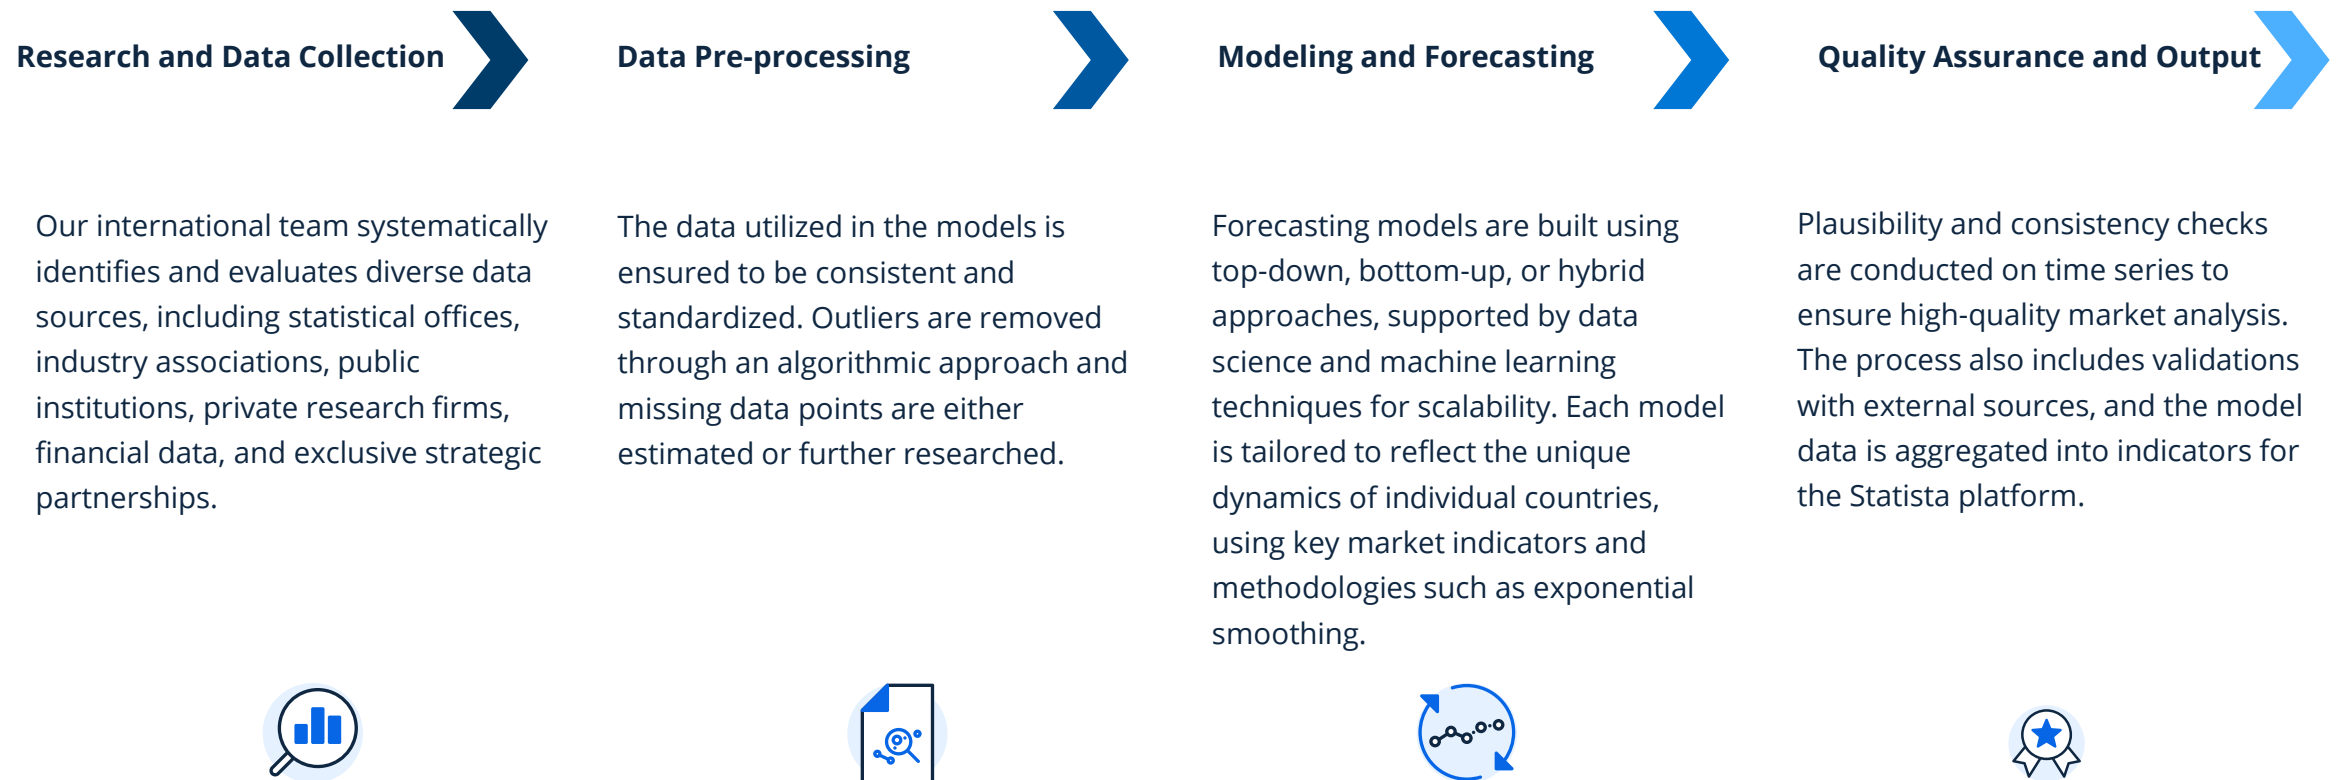 Research and Data Collection
Our international team systematically
identifies and evaluates diverse data
sources, including statistical offices,
industry associations, public
institutions, private research firms,
financial data, and exclusive strategic
partnerships.
Data Pre-processing
The data utilized in the models is
ensured to be consistent and
standardized. Outliers are removed
through an algorithmic approach and
missing data points are either
estimated or further researched.
Modeling and Forecasting
Forecasting models are built using
top-down, bottom-up, or hybrid
approaches, supported by data
science and machine learning
techniques for scalability. Each model
is tailored to reflect the unique
dynamics of individual countries,
using key market indicators and
methodologies such as exponential
smoothing.
Quality Assurance and Output
Plausibility and consistency checks
are conducted on time series to
ensure high-quality market analysis.
The process also includes validations
with external sources, and the model
data is aggregated into indicators for
the Statista platform.